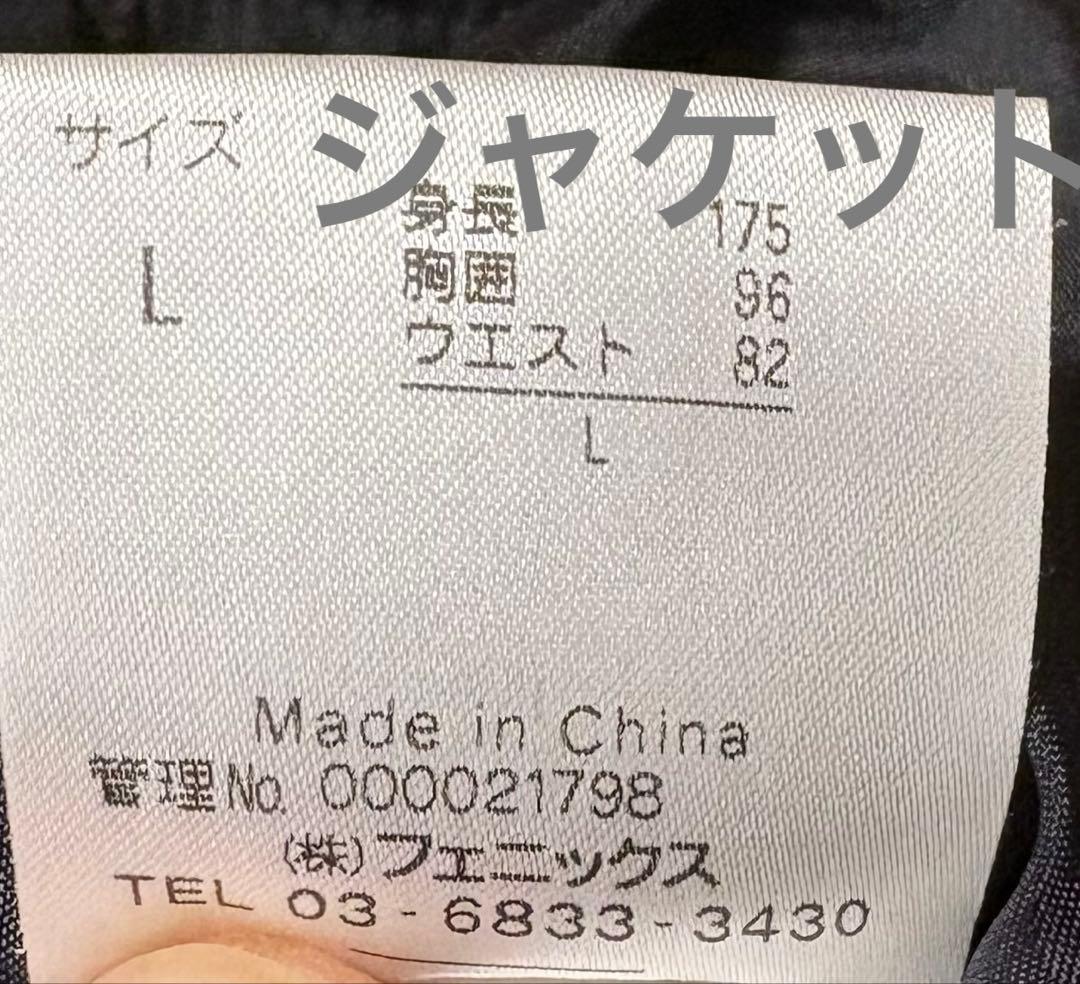 ジャケット
サイズ
L
身長 175
胸囲 96
ウエスト 82
L
Made in China
管理No. 000021798
(株)フェニックス
TEL 03-6833-3430